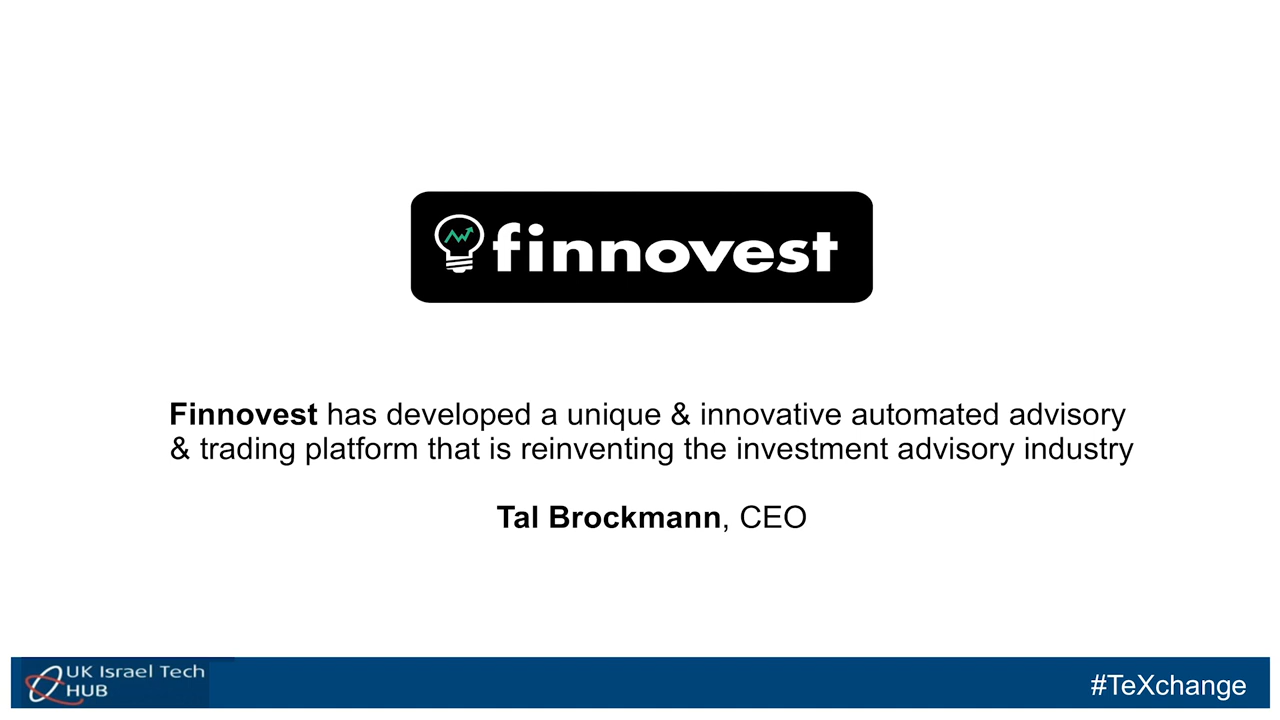 finnovest
Finnovest has developed a unique & innovative automated advisory
& trading platform that is reinventing the investment advisory industry
Tal Brockmann, CEO
UK Israel Tech
HUB
#TeXchange